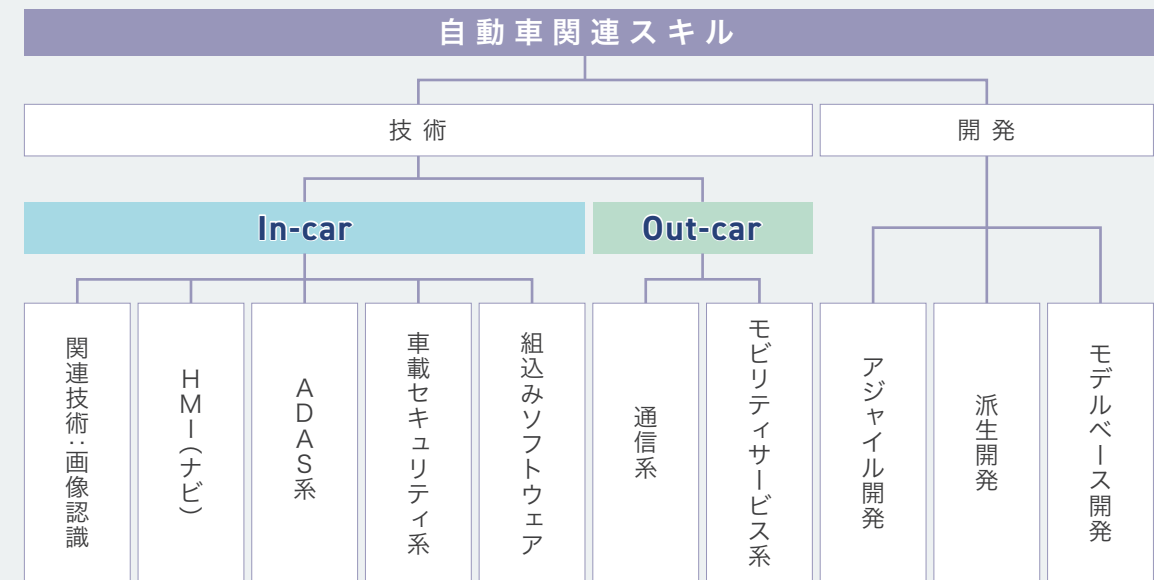 自動車関連スキル
技術
開発
In-car
Out-car
関連技術：画像認識
HMI（ナビ）
ADAS系
車載セキュリティ系
組込みソフトウェア
通信系
モビリティサービス系
アジャイル開発
派生開発
モデルベース開発